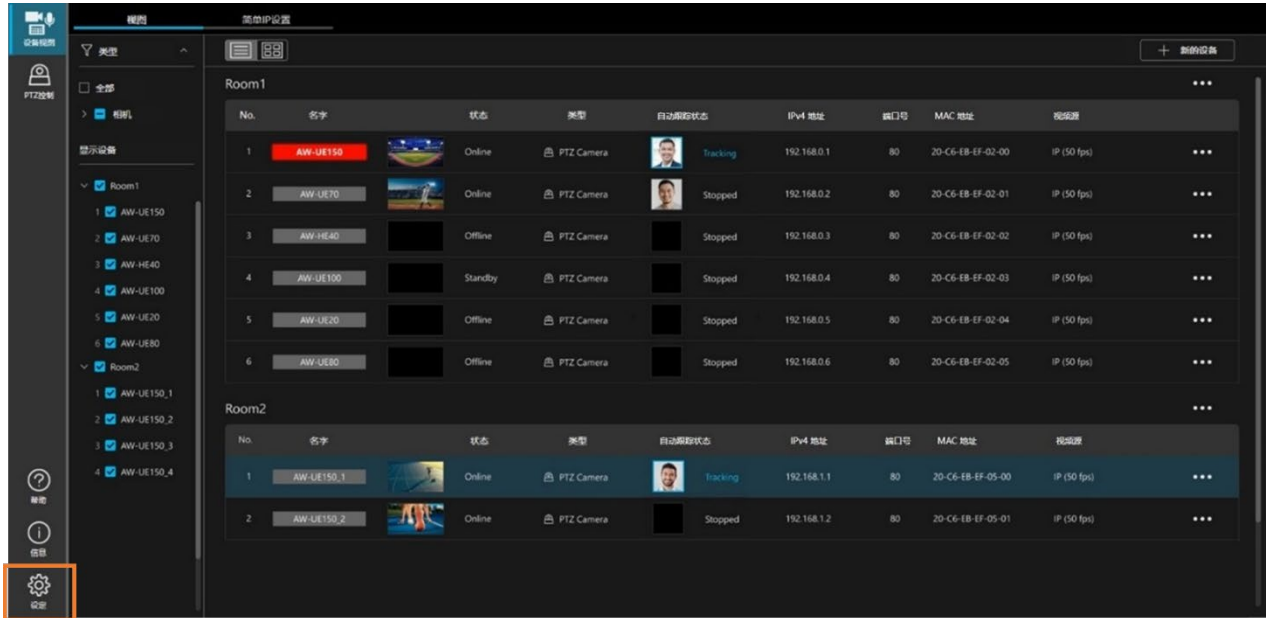 设备视图
PTZ控制
帮助
信息
设定
视图 简单IP设置
类型
全部
相机
显示设备
Room1
1 AW-UE150
2 AW-UE70
3 AW-HE40
4 AW-UE100
5 AW-UE20
6 AW-UE80
Room2
1 AW-UE150_1
2 AW-UE150_2
3 AW-UE150_3
4 AW-UE150_4
+ 新的设备
Room1 •••
No. 名字 状态 类型 自动跟踪状态 IPv4 地址 端口号 MAC 地址 视频源
1 AW-UE150 Online PTZ Camera Tracking 192.168.0.1 80 20-C6-EB-EF-02-00 IP (50 fps) •••
2 AW-UE70 Online PTZ Camera Stopped 192.168.0.2 80 20-C6-EB-EF-02-01 IP (50 fps) •••
3 AW-HE40 Offline PTZ Camera Stopped 192.168.0.3 80 20-C6-EB-EF-02-02 IP (50 fps) •••
4 AW-UE100 Standby PTZ Camera Stopped 192.168.0.4 80 20-C6-EB-EF-02-03 IP (50 fps) •••
5 AW-UE20 Offline PTZ Camera Stopped 192.168.0.5 80 20-C6-EB-EF-02-04 IP (50 fps) •••
6 AW-UE80 Offline PTZ Camera Stopped 192.168.0.6 80 20-C6-EB-EF-02-05 IP (50 fps) •••
Room2 •••
No. 名字 状态 类型 自动跟踪状态 IPv4 地址 端口号 MAC 地址 视频源
1 AW-UE150_1 Online PTZ Camera Tracking 192.168.1.1 80 20-C6-EB-EF-05-00 IP (50 fps) •••
2 AW-UE150_2 Online PTZ Camera Stopped 192.168.1.2 80 20-C6-EB-EF-05-01 IP (50 fps) •••